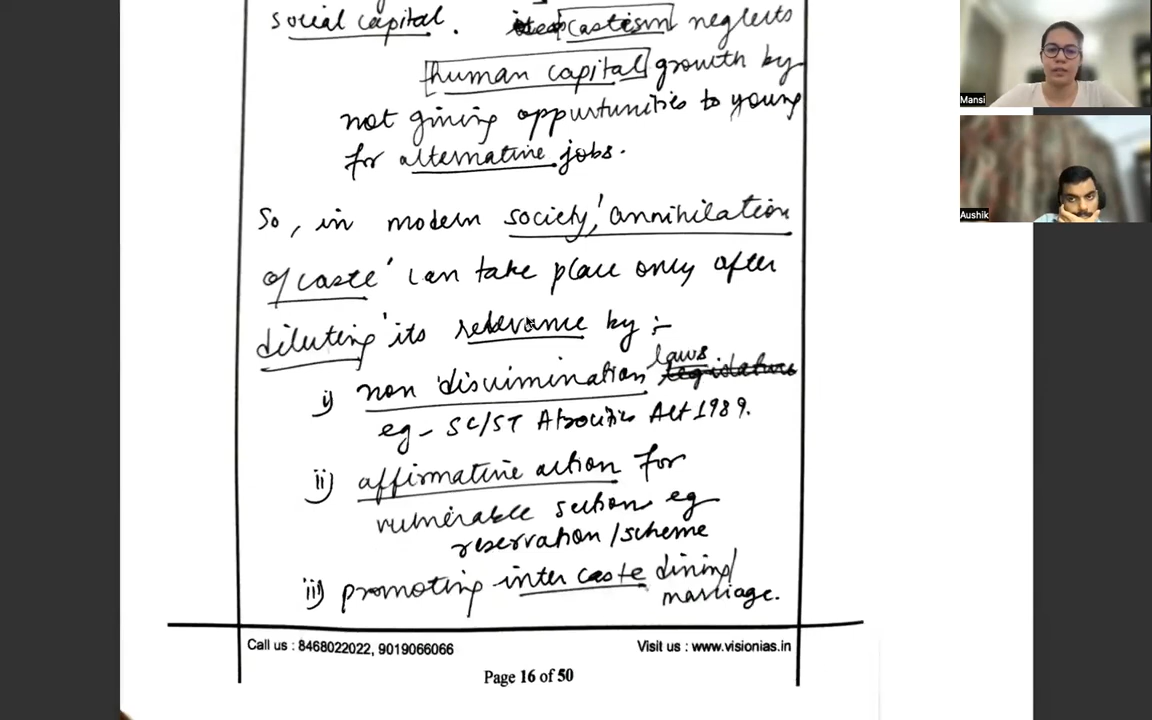 social capital. castism neglects
human capital growth by
not giving oppurtunities to young
for alternative jobs.
So, in modern society, 'annihilation
of caste' can take place only after
diluting its relevance by :-
i) non discrimination laws
eg - SC/ST Atrocities Act 1989.
ii) affirmative action for
vulnerable section eg
reservation/scheme
iii) promoting inter caste dining/
marriage.
Call us : 8468022022, 9019066066
Visit us : www.visionias.in
Page 16 of 50
Mansi
Aushik